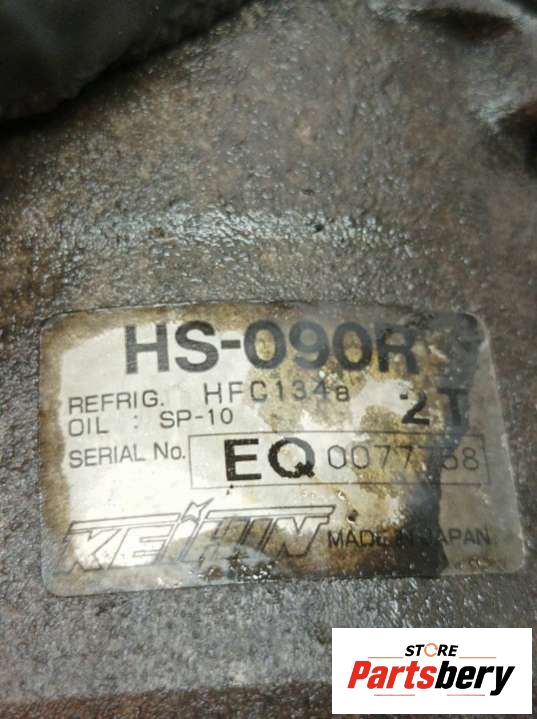 HS-090R
REFRIG. HFC134a 2T
OIL : SP-10
SERIAL No. EQ
KEIHIN MADE IN JAPAN
STORE
Partsbery